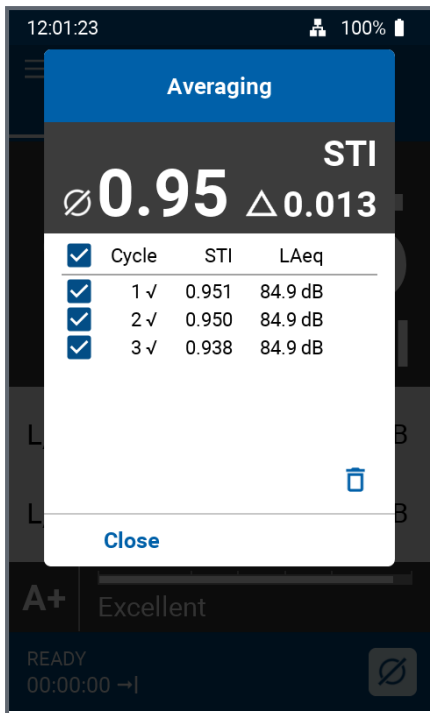 12:01:23 100%
Averaging
STI
∅0.95 △0.013
Cycle STI LAeq
1 √ 0.951 84.9 dB
2 √ 0.950 84.9 dB
3 √ 0.938 84.9 dB
L B
L B
Close
A+ Excellent
READY
00:00:00 →|
∅